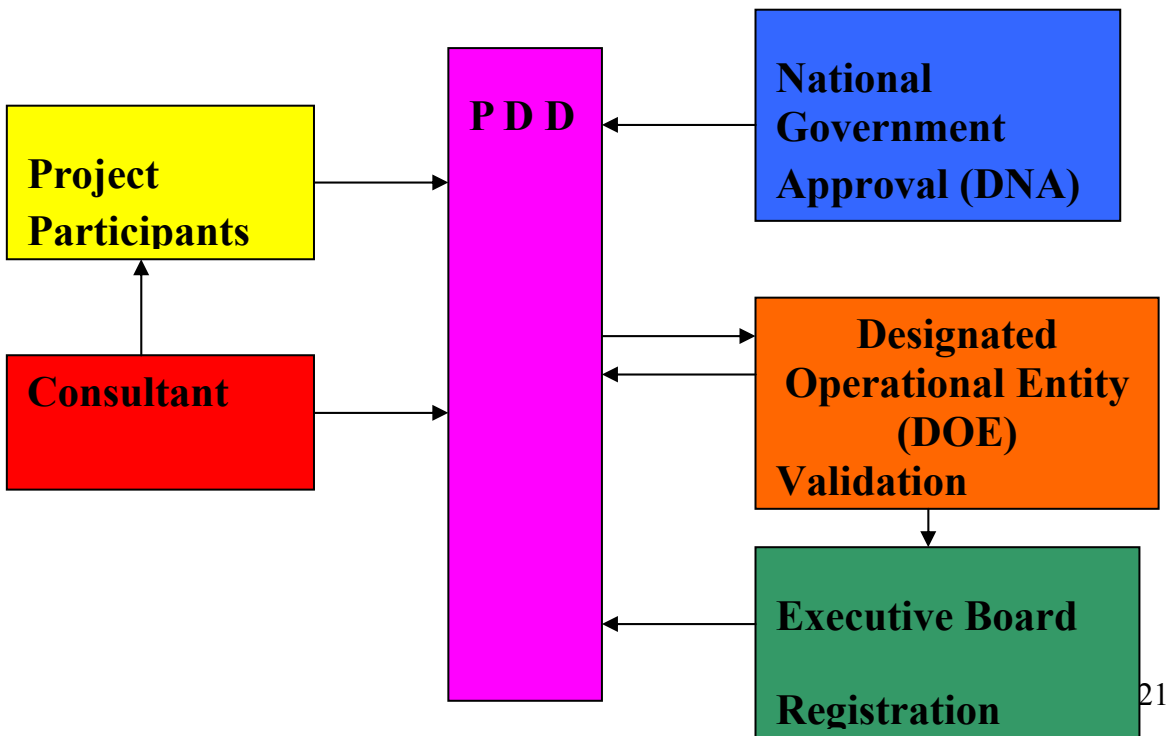 Project
Participants
Consultant
P D D
National
Government
Approval (DNA)
Designated
Operational Entity
(DOE)
Validation
Executive Board
Registration
21